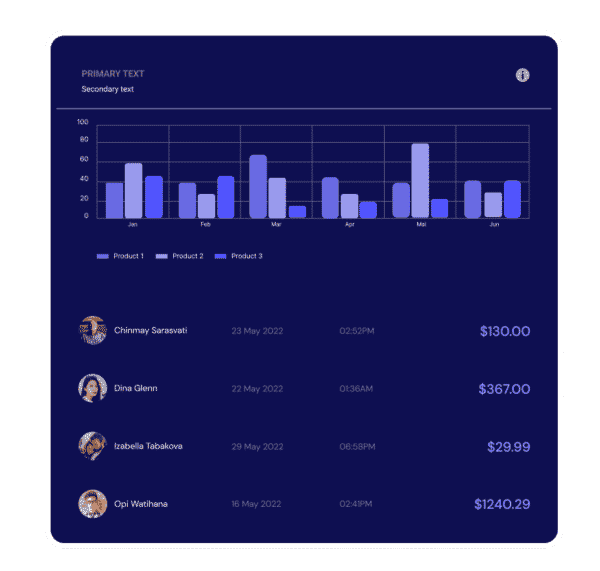 PRIMARY TEXT
Secondary text
100
80
60
40
20
0
Jan Feb Mar Apr Mai Jun
Product 1 Product 2 Product 3
Chinmay Sarasvati 23 May 2022 02:52PM $130.00
Dina Glenn 22 May 2022 01:36AM $367.00
Izabella Tabakova 29 May 2022 06:58PM $29.99
Opi Watihana 16 May 2022 02:41PM $1240.29